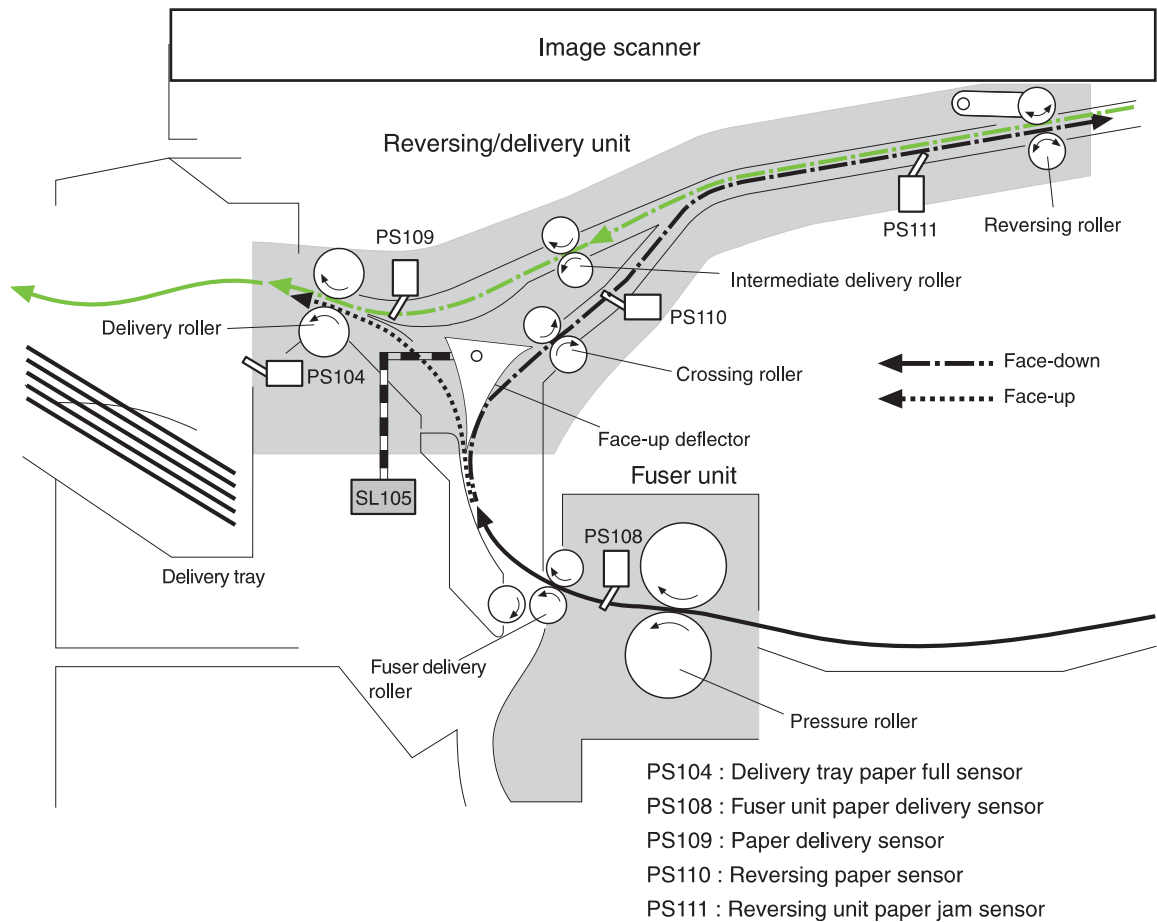 Image scanner
Reversing/delivery unit
PS109
PS111
Reversing roller
Intermediate delivery roller
PS110
Delivery roller
PS104
Crossing roller
Face-down
Face-up
Face-up deflector
SL105
Fuser unit
PS108
Delivery tray
Fuser delivery
roller
Pressure roller
PS104 : Delivery tray paper full sensor
PS108 : Fuser unit paper delivery sensor
PS109 : Paper delivery sensor
PS110 : Reversing paper sensor
PS111 : Reversing unit paper jam sensor